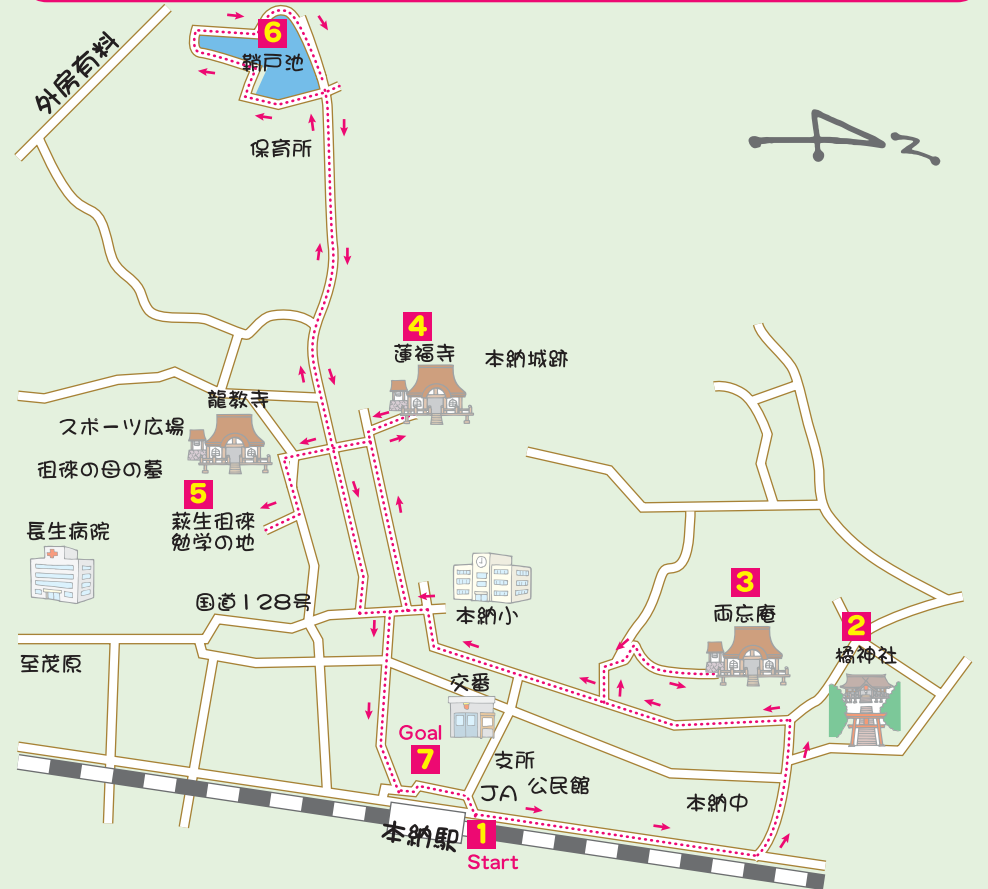 外房有料
6
鞘戸池
保育所
4
蓮福寺
本納城跡
龍教寺
スポーツ広場
徂徠の母の墓
5
萩生徂徠
勉学の地
長生病院
国道128号
本納小
3
両忘庵
2
橘神社
至茂原
交番
Goal
7
支所
JA
公民館
本納中
本納駅
1
Start